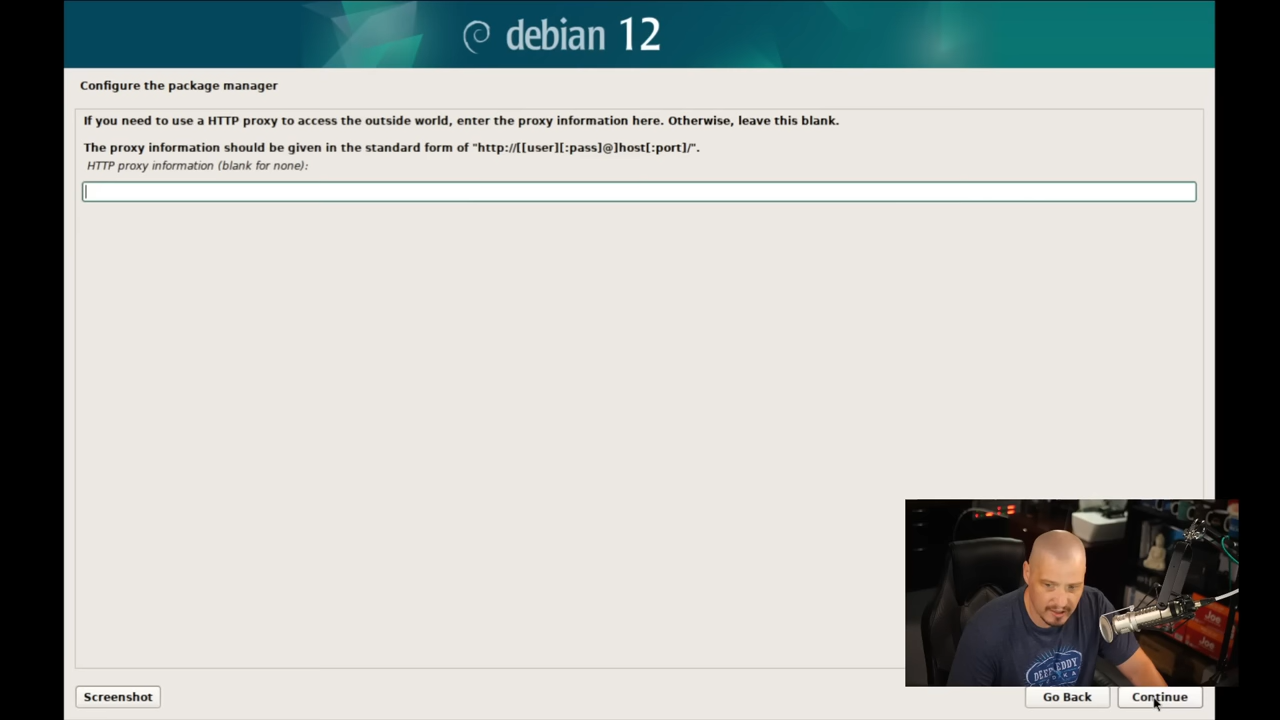 debian 12
Configure the package manager
If you need to use a HTTP proxy to access the outside world, enter the proxy information here. Otherwise, leave this blank.
The proxy information should be given in the standard form of "http://[[user][:pass]@]host[:port]/".
HTTP proxy information (blank for none):
DEEP EDDY
Screenshot
Go Back
Continue